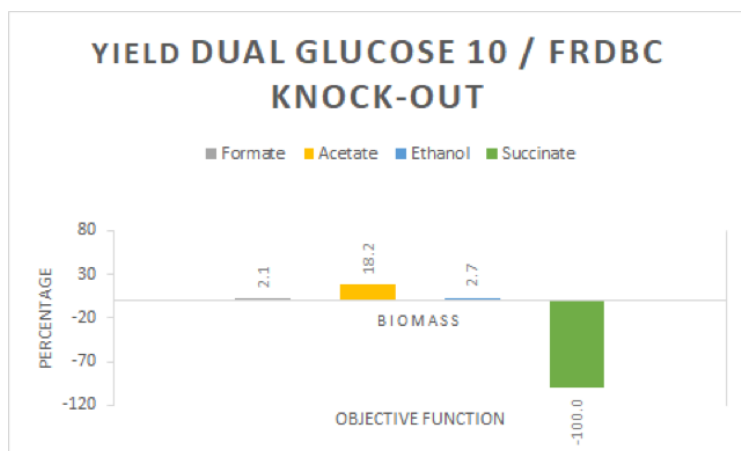 YIELD DUAL GLUCOSE 10 / FRDBC
KNOCK-OUT
Formate Acetate Ethanol Succinate
80
30
-20
-70
-120
PERCENTAGE
2.1
18.2
2.7
-100.0
BIOMASS
OBJECTIVE FUNCTION